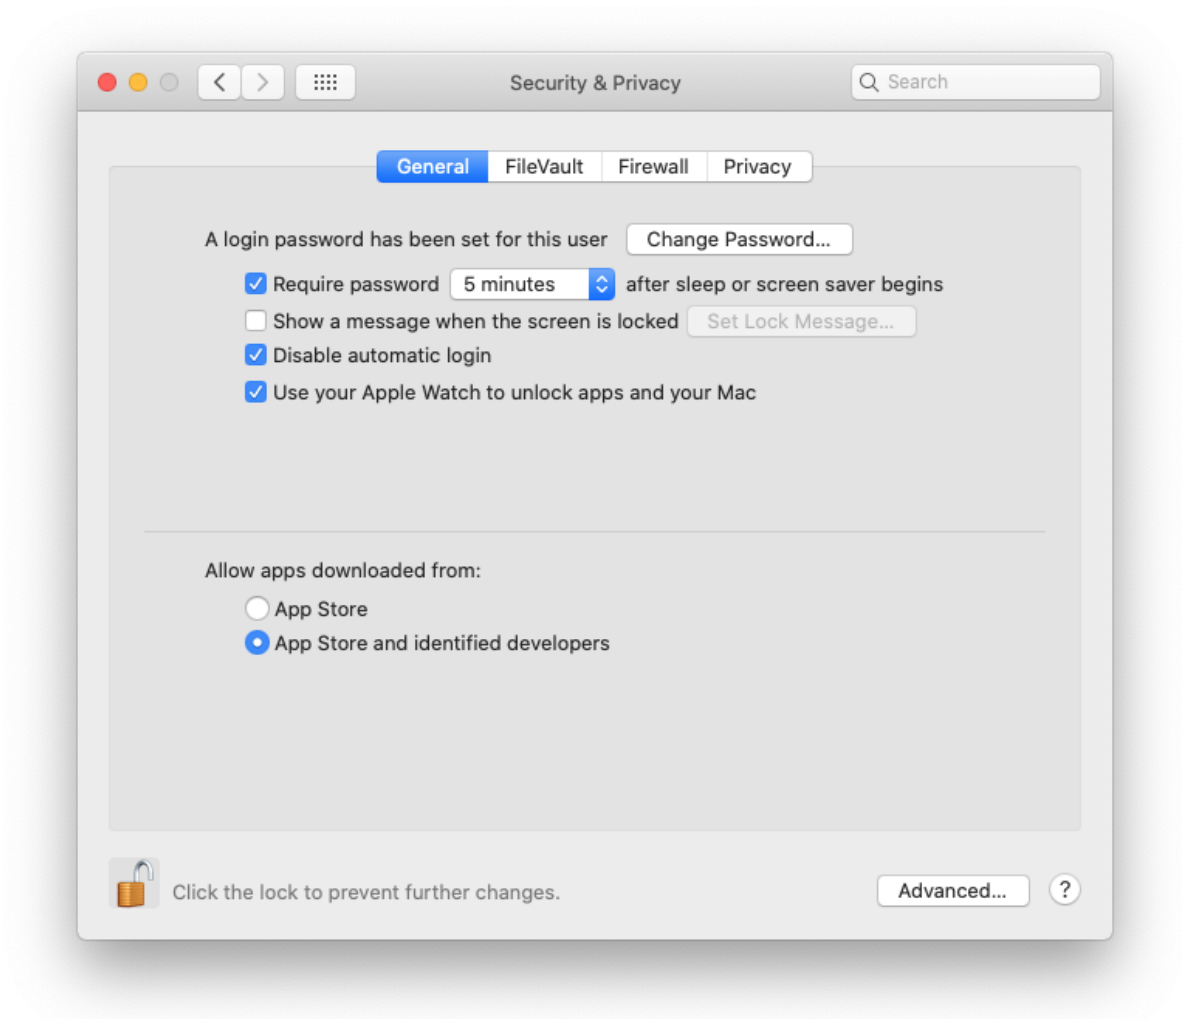 Security & Privacy
Search
General FileVault Firewall Privacy
A login password has been set for this user Change Password...
Require password 5 minutes after sleep or screen saver begins
Show a message when the screen is locked Set Lock Message...
Disable automatic login
Use your Apple Watch to unlock apps and your Mac
Allow apps downloaded from:
App Store
App Store and identified developers
Click the lock to prevent further changes.
Advanced... ?